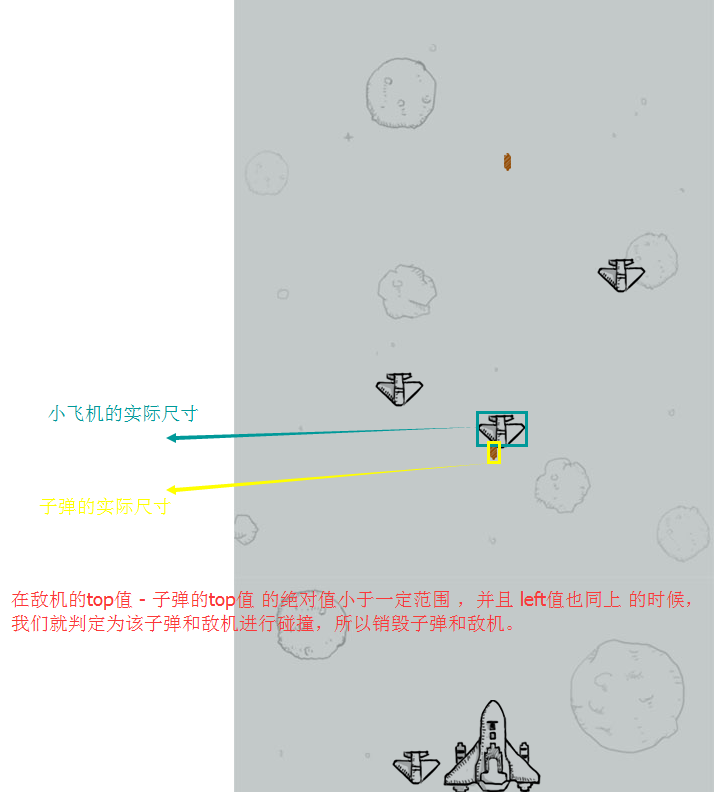 小飞机的实际尺寸
子弹的实际尺寸
在敌机的top值 - 子弹的top值 的绝对值小于一定范围 ，并且 left值也同上 的时候，
我们就判定为该子弹和敌机进行碰撞，所以销毁子弹和敌机。